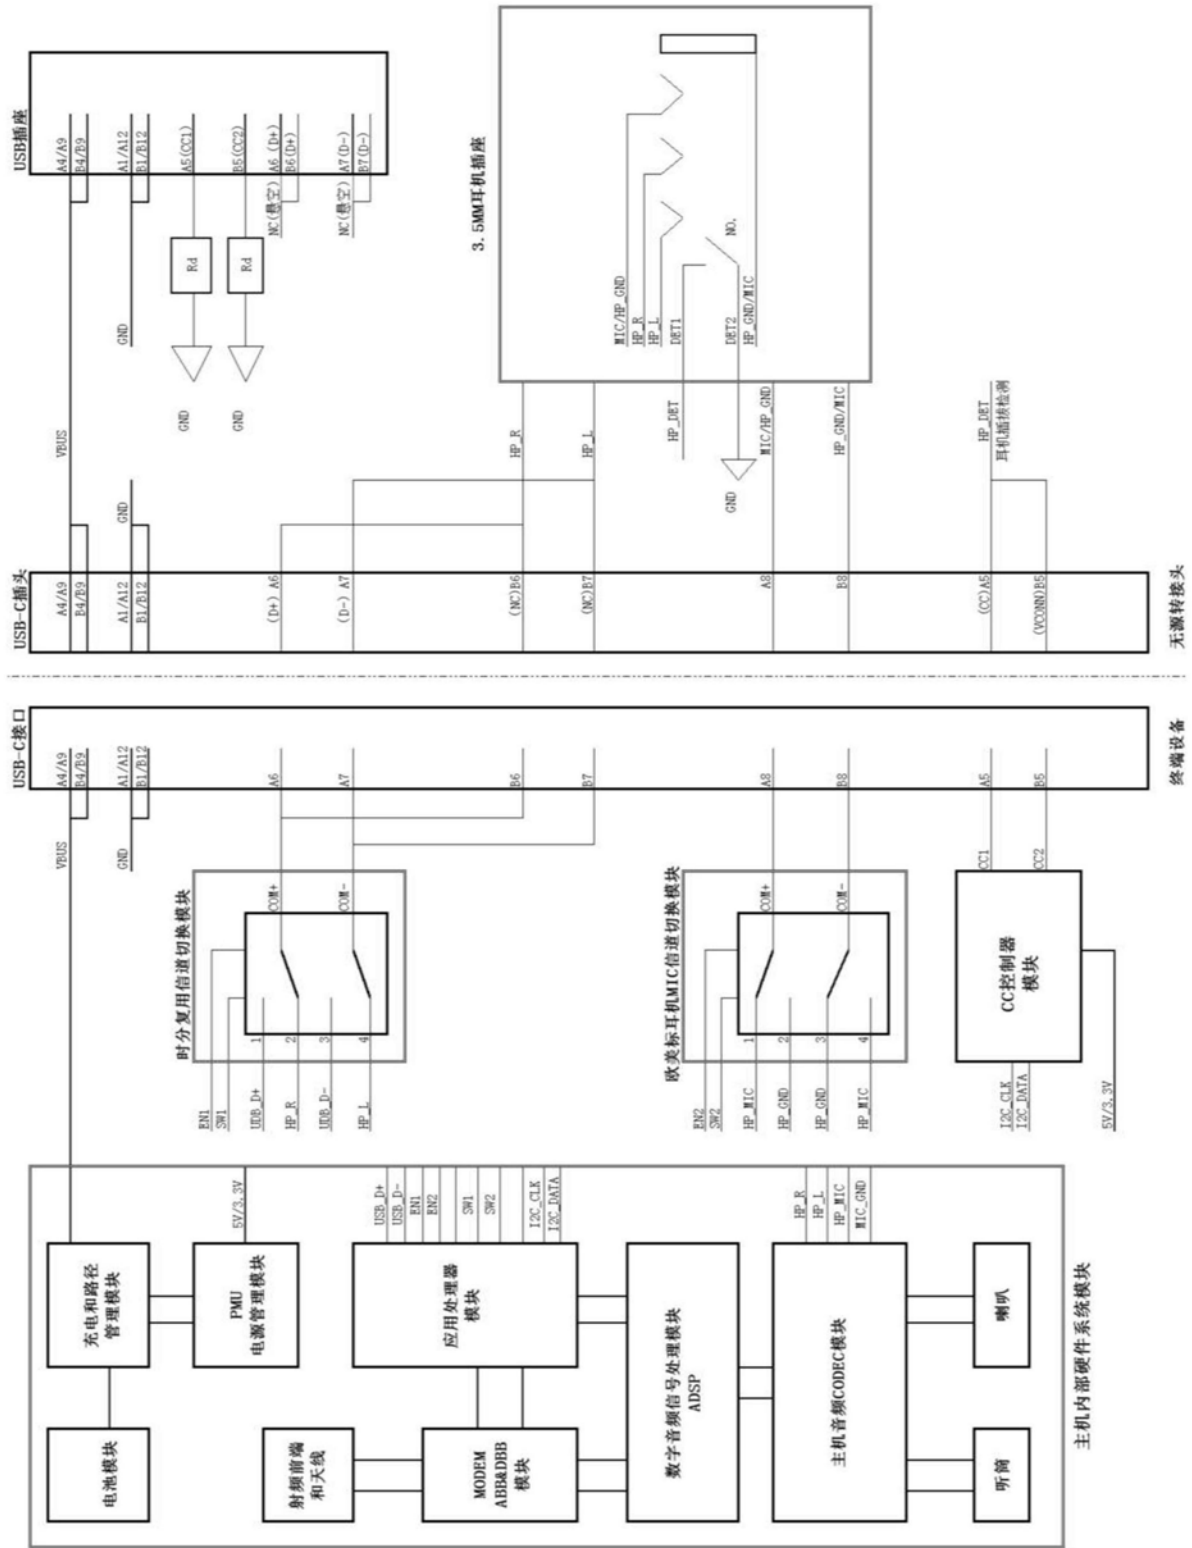 USB插座
A4/A9
B4/B9
A1/A12
B1/B12
A5(CC1)
B5(CC2)
A6 (D+)
B6(D+)
A7(D-)
B7(D-)
NC(悬空)
NC(悬空)
Rd
Rd
GND
GND
GND
VBUS
GND
3.5MM耳机插座
MIC/HP_GND
HP_R
HP_L
DET1
NO.
DET2
HP_GND/MIC
HP_R
HP_L
HP_DET
GND
MIC/HP_GND
HP_GND/MIC
HP_DET
耳机插拔检测
USB-C插头
A4/A9
B4/B9
A1/A12
B1/B12
(D+) A6
(D-) A7
(NC)B6
(NC)B7
A8
B8
(CC)A5
(VCONN)B5
无源转接头
USB-C接口
A4/A9
B4/B9
A1/A12
B1/B12
A6
A7
B6
B7
A8
B8
A5
B5
终端设备
VBUS
GND
时分复用信道切换模块
COM+
COM-
1
2
3
4
EN1
SW1
UDB_D+
HP_R
UDB_D-
HP_L
欧美标耳机MIC信道切换模块
COM+
COM-
1
2
3
4
EN2
SW2
HP_MIC
HP_GND
HP_GND
HP_MIC
CC1
CC2
CC控制器
模块
I2C_CLK
I2C_DATA
5V/3.3V
5V/3.3V
USB_D+
USB_D-
EN1
EN2
SW1
SW2
I2C_CLK
I2C_DATA
HP_R
HP_L
HP_MIC
MIC_GND
充电和路径
管理模块
PMU
电源管理模块
应用处理器
模块
数字音频信号处理模块
ADSP
主机音频CODEC模块
喇叭
电池模块
射频前端
和天线
MODEM
ABB&DBB
模块
听筒
主机内部硬件系统模块